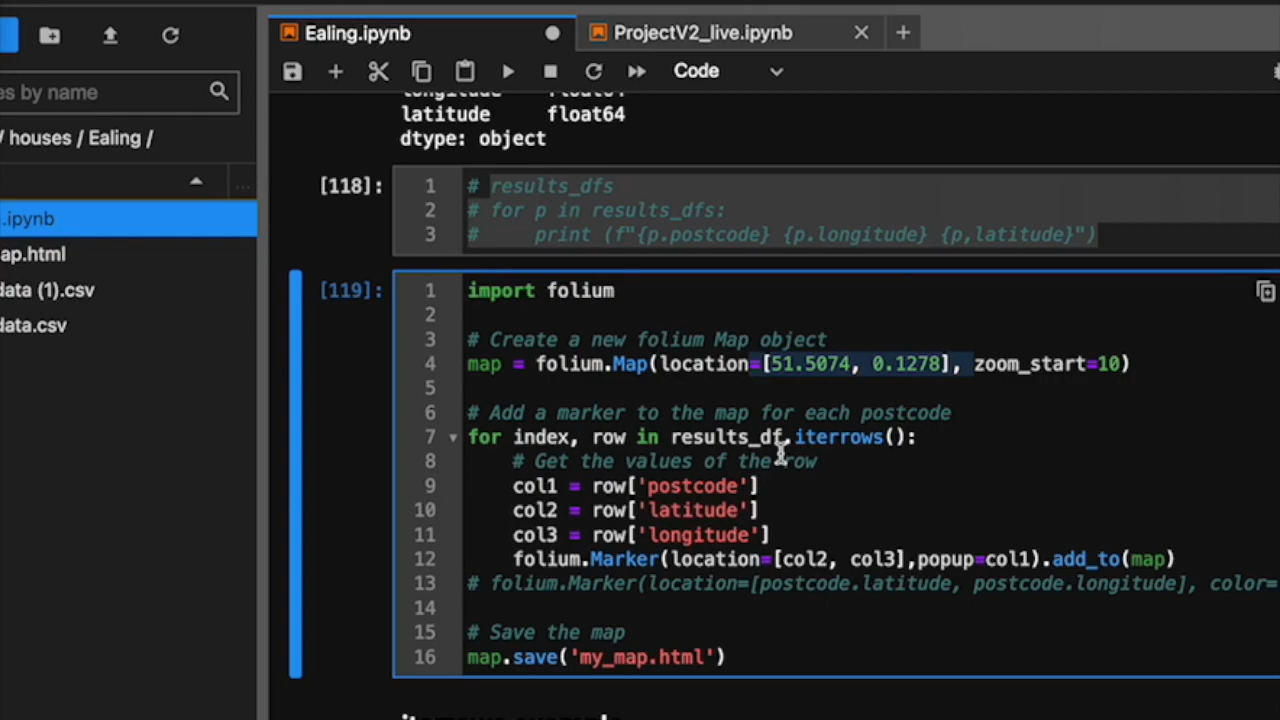 Ealing.ipynb
ProjectV2_live.ipynb
Code
es by name
/ houses / Ealing /
.ipynb
ap.html
data (1).csv
data.csv
latitude float64
dtype: object
[118]:
1 # results_dfs
2 # for p in results_dfs:
3 #     print (f"{p.postcode} {p.longitude} {p,latitude}")
[119]:
1 import folium
2
3 # Create a new folium Map object
4 map = folium.Map(location=[51.5074, 0.1278], zoom_start=10)
5
6 # Add a marker to the map for each postcode
7 for index, row in results_df.iterrows():
8     # Get the values of the row
9     col1 = row['postcode']
10     col2 = row['latitude']
11     col3 = row['longitude']
12     folium.Marker(location=[col2, col3],popup=col1).add_to(map)
13 # folium.Marker(location=[postcode.latitude, postcode.longitude], color=
14
15 # Save the map
16 map.save('my_map.html')